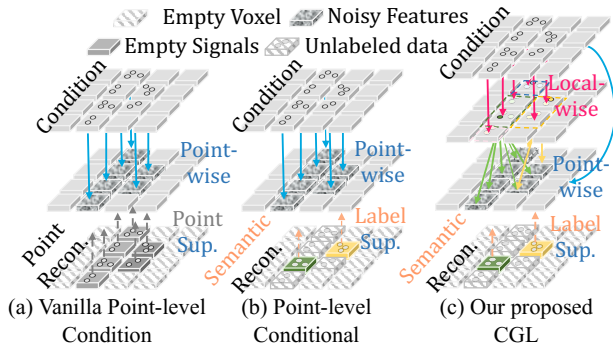 Empty Voxel Noisy Features
Empty Signals Unlabeled data
Condition
Point-
wise
Point
Recon.
Point
Sup.
(a) Vanilla Point-level
Condition
Condition
Point-
wise
Semantic
Recon.
Label
Sup.
(b) Point-level
Conditional
Condition
Local-
wise
Point-
wise
Semantic
Recon.
Label
Sup.
(c) Our proposed
CGL